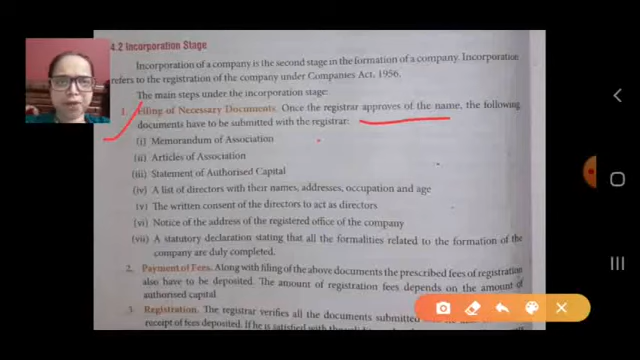 4.2 Incorporation Stage
Incorporation of a company is the second stage in the formation of a company. Incorporation
refers to the registration of the company under Companies Act, 1956.
The main steps under the incorporation stage:
1. Filing of Necessary Documents. Once the registrar approves of the name, the following
documents have to be submitted with the registrar:
(i) Memorandum of Association
(ii) Articles of Association
(iii) Statement of Authorised Capital
(iv) A list of directors with their names, addresses, occupation and age
(v) The written consent of the directors to act as directors
(vi) Notice of the address of the registered office of the company
(vii) A statutory declaration stating that all the formalities related to the formation of the
company are duly completed.
2. Payment of Fees. Along with filing of the above documents the prescribed fees of registration
also have to be deposited. The amount of registration fees depends on the amount of
authorised capital
3. Registration. The registrar verifies all the documents submitted
receipt of fees deposited. If he is satisfied with the